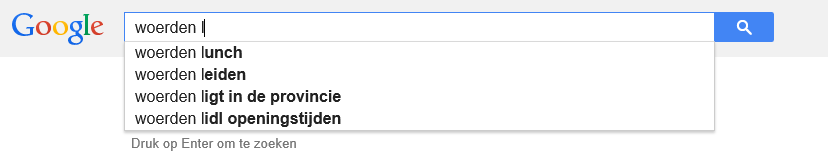 Google
woerden l
woerden lunch
woerden leiden
woerden ligt in de provincie
woerden lidl openingstijden
Druk op Enter om te zoeken